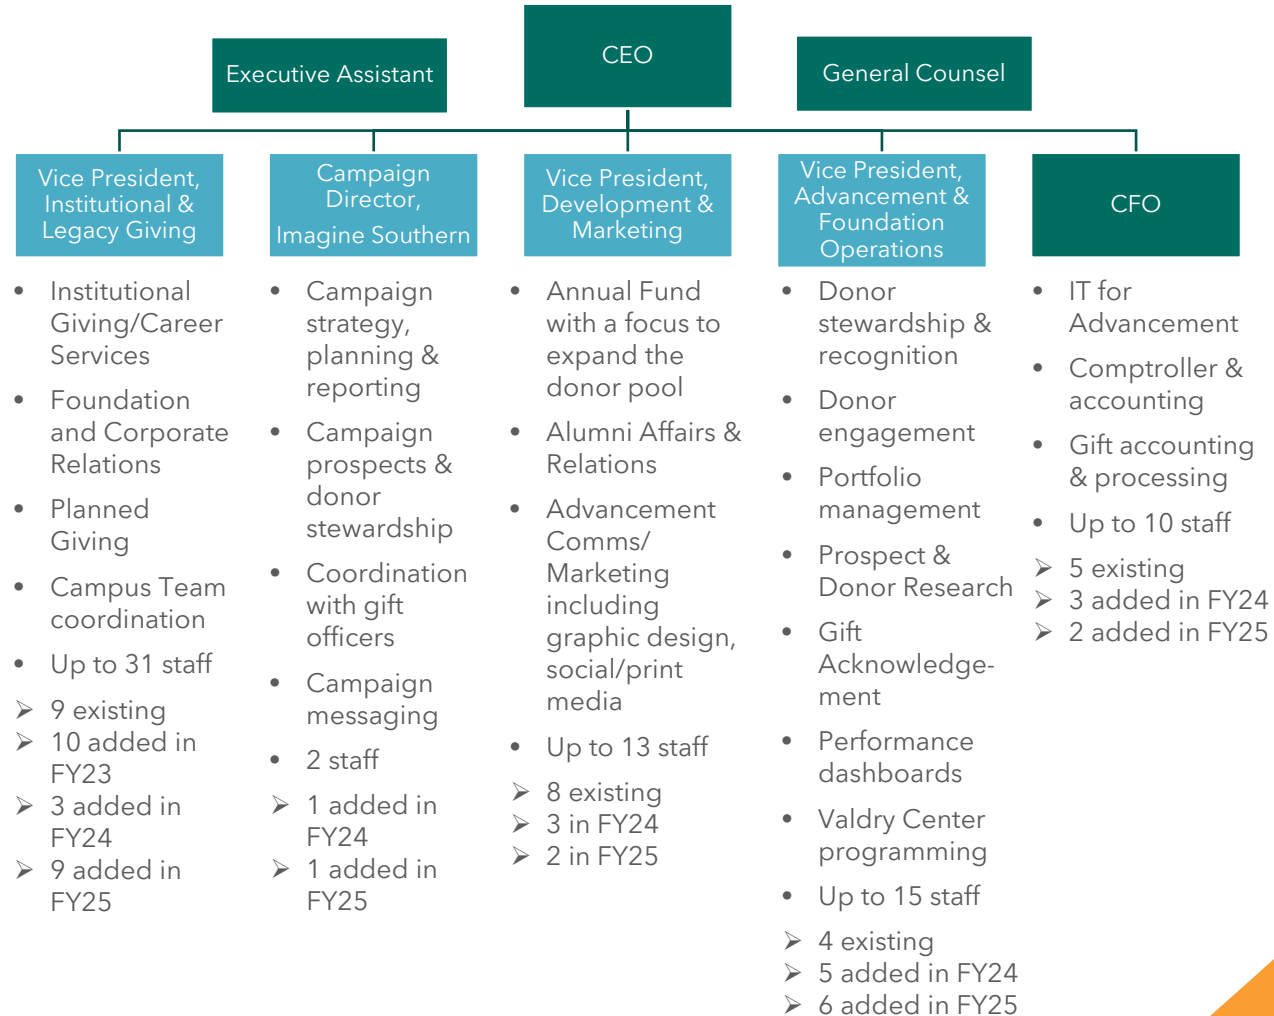 CEO
Executive Assistant
General Counsel
Vice President,
Institutional &
Legacy Giving
• Institutional
Giving/Career
Services
• Foundation
and Corporate
Relations
• Planned
Giving
• Campus Team
coordination
• Up to 31 staff
➢ 9 existing
➢ 10 added in
FY23
➢ 3 added in
FY24
➢ 9 added in
FY25
Campaign
Director,
Imagine Southern
• Campaign
strategy,
planning &
reporting
• Campaign
prospects &
donor
stewardship
• Coordination
with gift
officers
• Campaign
messaging
• 2 staff
➢ 1 added in
FY24
➢ 1 added in
FY25
Vice President,
Development &
Marketing
• Annual Fund
with a focus to
expand the
donor pool
• Alumni Affairs &
Relations
• Advancement
Comms/
Marketing
including
graphic design,
social/print
media
• Up to 13 staff
➢ 8 existing
➢ 3 in FY24
➢ 2 in FY25
Vice President,
Advancement &
Foundation
Operations
• Donor
stewardship &
recognition
• Donor
engagement
• Portfolio
management
• Prospect &
Donor Research
• Gift
Acknowledge-
ment
• Performance
dashboards
• Valdry Center
programming
• Up to 15 staff
➢ 4 existing
➢ 5 added in FY24
➢ 6 added in FY25
CFO
• IT for
Advancement
• Comptroller &
accounting
• Gift accounting
& processing
• Up to 10 staff
➢ 5 existing
➢ 3 added in FY24
➢ 2 added in FY25